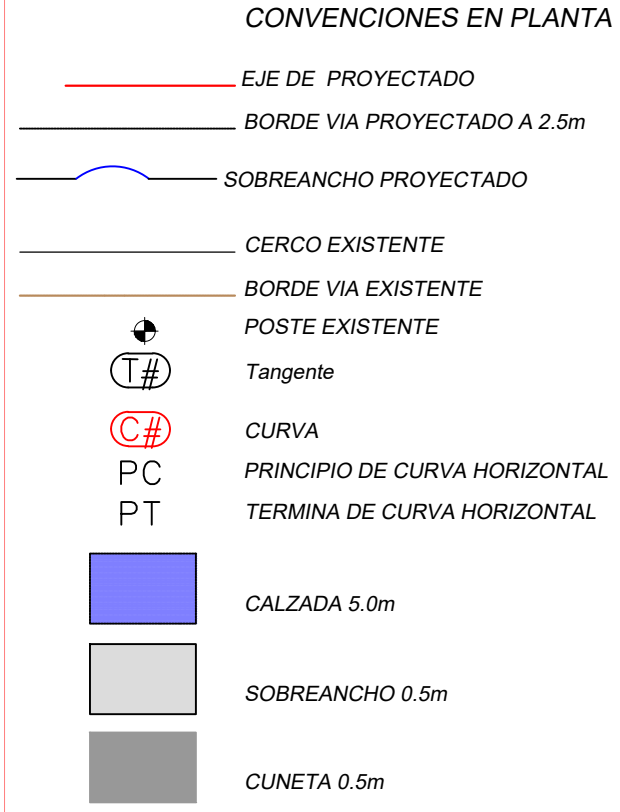 CONVENCIONES EN PLANTA
EJE DE PROYECTADO
BORDE VIA PROYECTADO A 2.5m
SOBREANCHO PROYECTADO
CERCO EXISTENTE
BORDE VIA EXISTENTE
POSTE EXISTENTE
T# Tangente
C# CURVA
PC PRINCIPIO DE CURVA HORIZONTAL
PT TERMINA DE CURVA HORIZONTAL
CALZADA 5.0m
SOBREANCHO 0.5m
CUNETA 0.5m